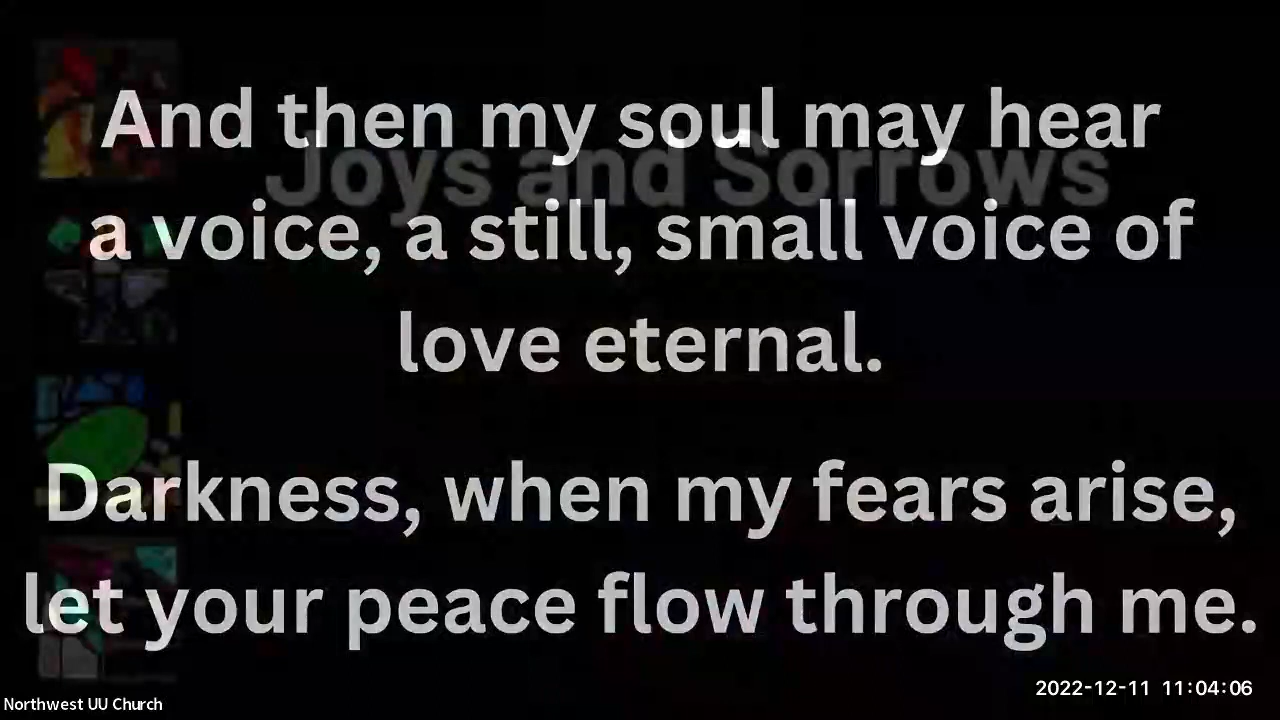 And then my soul may hear
Joys and Sorrows
a voice, a still, small voice of
love eternal.
Darkness, when my fears arise,
let your peace flow through me.
2022-12-11 11:04:06
Northwest UU Church